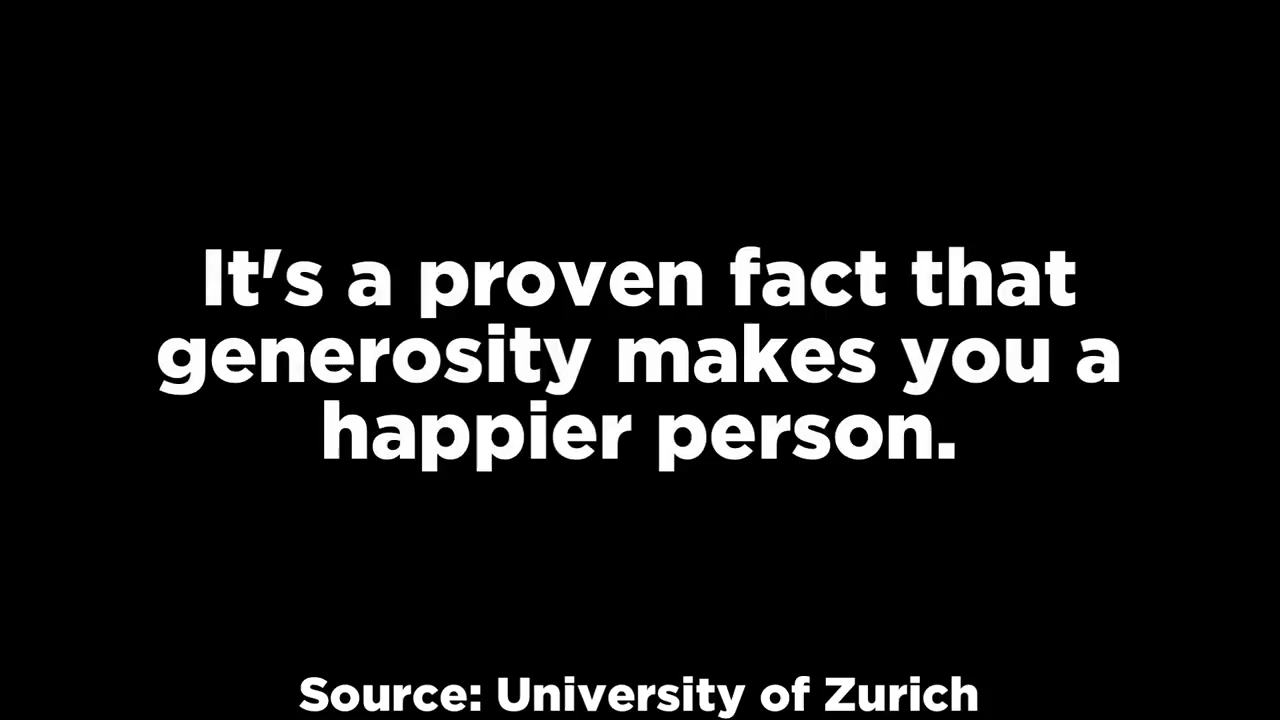 It's a proven fact that
generosity makes you a
happier person.
Source: University of Zurich